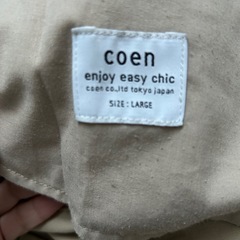 coen
enjoy easy chic
coen co.,ltd tokyo japan
SIZE : LARGE